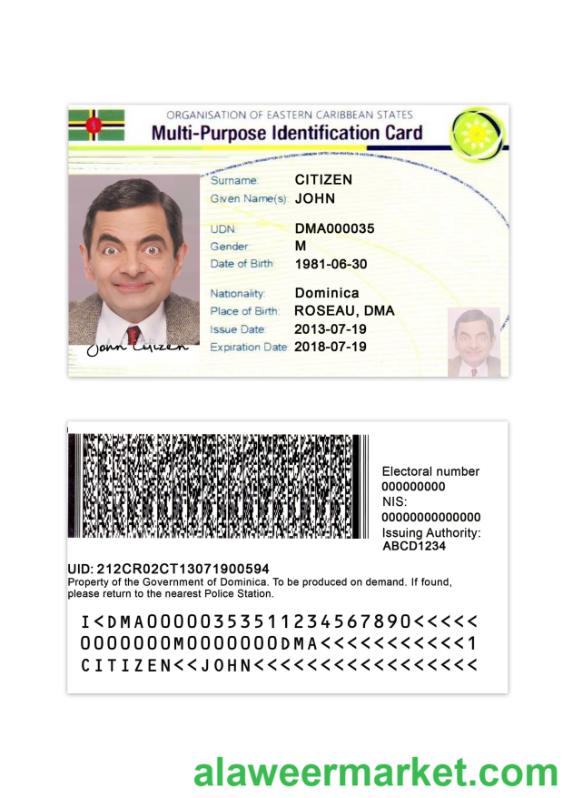 ORGANISATION OF EASTERN CARIBBEAN STATES
Multi-Purpose Identification Card
Surname: CITIZEN
Given Name(s): JOHN
UDN DMA000035
Gender: M
Date of Birth 1981-06-30
Nationality: Dominica
Place of Birth: ROSEAU, DMA
Issue Date: 2013-07-19
Expiration Date 2018-07-19
John Citizen
Electoral number
000000000
NIS:
00000000000000
Issuing Authority:
ABCD1234
UID: 212CR02CT13071900594
Property of the Government of Dominica. To be produced on demand. If found,
please return to the nearest Police Station.
I<DMA00000353511234567890<<<<<
0000000M0000000DMA<<<<<<<<<<<1
CITIZEN<<JOHN<<<<<<<<<<<<<<<<<
alaweermarket.com